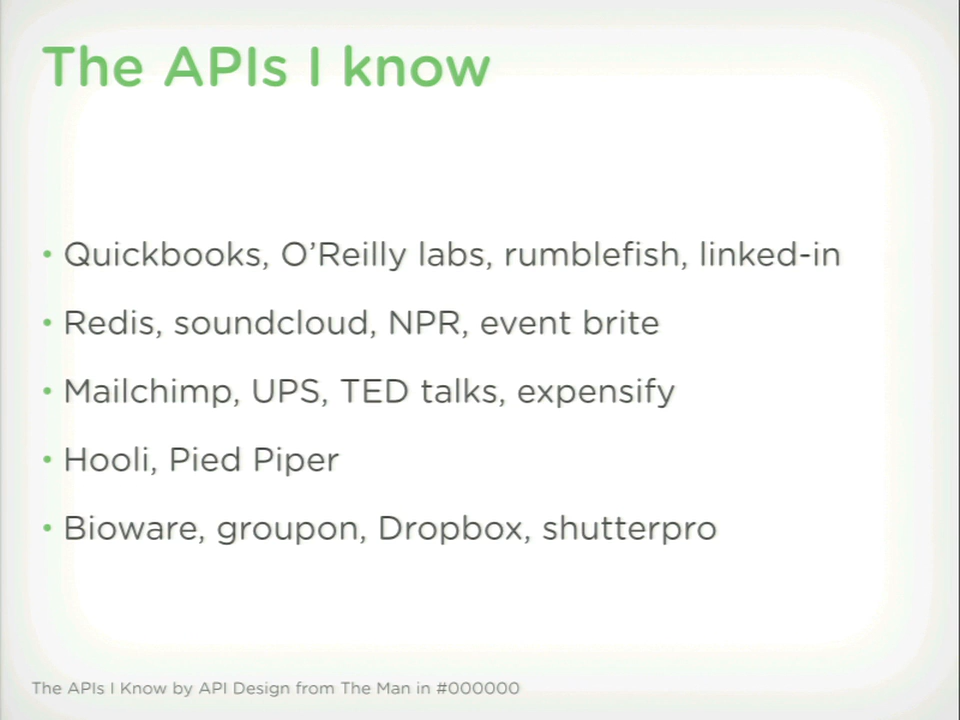 The APIs I know
• Quickbooks, O’Reilly labs, rumblefish, linked-in
• Redis, soundcloud, NPR, event brite
• Mailchimp, UPS, TED talks, expensify
• Hooli, Pied Piper
• Bioware, groupon, Dropbox, shutterpro
The APIs I Know by API Design from The Man in #000000